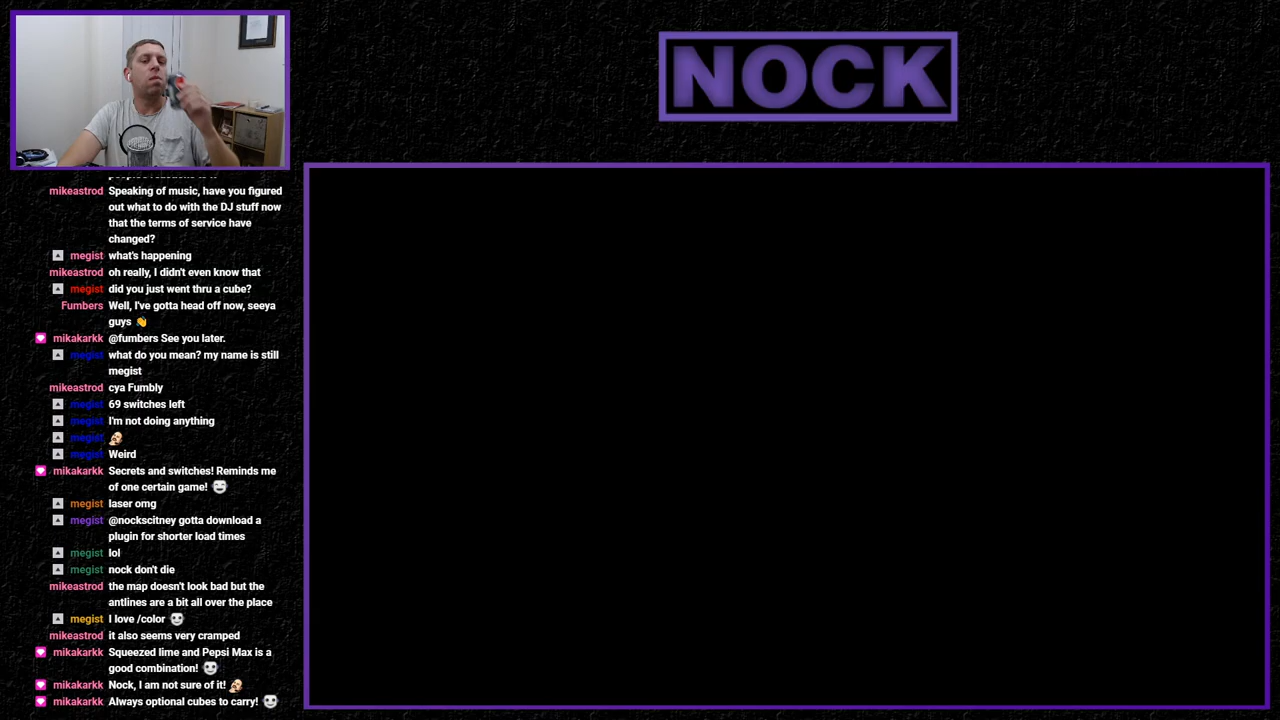 NOCK
mikeastrod Speaking of music, have you figured
out what to do with the DJ stuff now
that the terms of service have
changed?
megist what's happening
mikeastrod oh really, I didn't even know that
megist did you just went thru a cube?
Fumbers Well, I've gotta head off now, seeya
guys
mikakarkk @fumbers See you later.
megist what do you mean? my name is still
megist
mikeastrod cya Fumbly
megist 69 switches left
megist I'm not doing anything
megist
megist Weird
mikakarkk Secrets and switches! Reminds me
of one certain game!
megist laser omg
megist @nockscitney gotta download a
plugin for shorter load times
megist lol
megist nock don't die
mikeastrod the map doesn't look bad but the
antlines are a bit all over the place
megist I love /color
mikeastrod it also seems very cramped
mikakarkk Squeezed lime and Pepsi Max is a
good combination!
mikakarkk Nock, I am not sure of it!
mikakarkk Always optional cubes to carry!